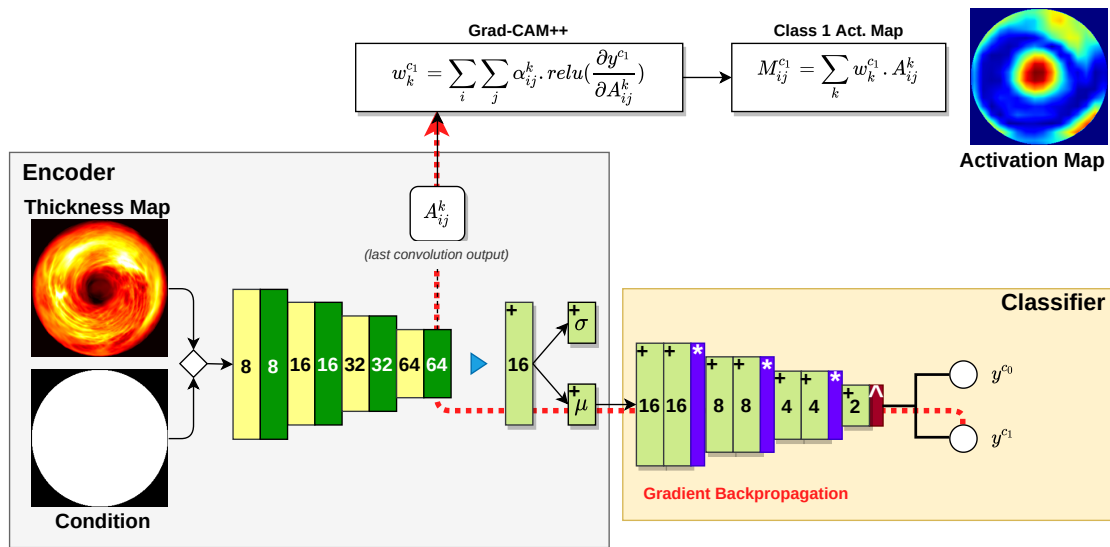 Grad-CAM++
Class 1 Act. Map
$w_k^{c_1} = \sum_i \sum_j \alpha_{ij}^k . relu(\frac{\partial y^{c_1}}{\partial A_{ij}^k})$
$M_{ij}^{c_1} = \sum_k w_k^{c_1} . A_{ij}^k$
Activation Map
Encoder
Thickness Map
$A_{ij}^k$
(last convolution output)
Classifier
+ + σ
8 8 16 16 32 32 64 64 16
+ μ
+ + * + + * + + * + ^
16 16 8 8 4 4 2
$y^{c_0}$
$y^{c_1}$
Gradient Backpropagation
Condition